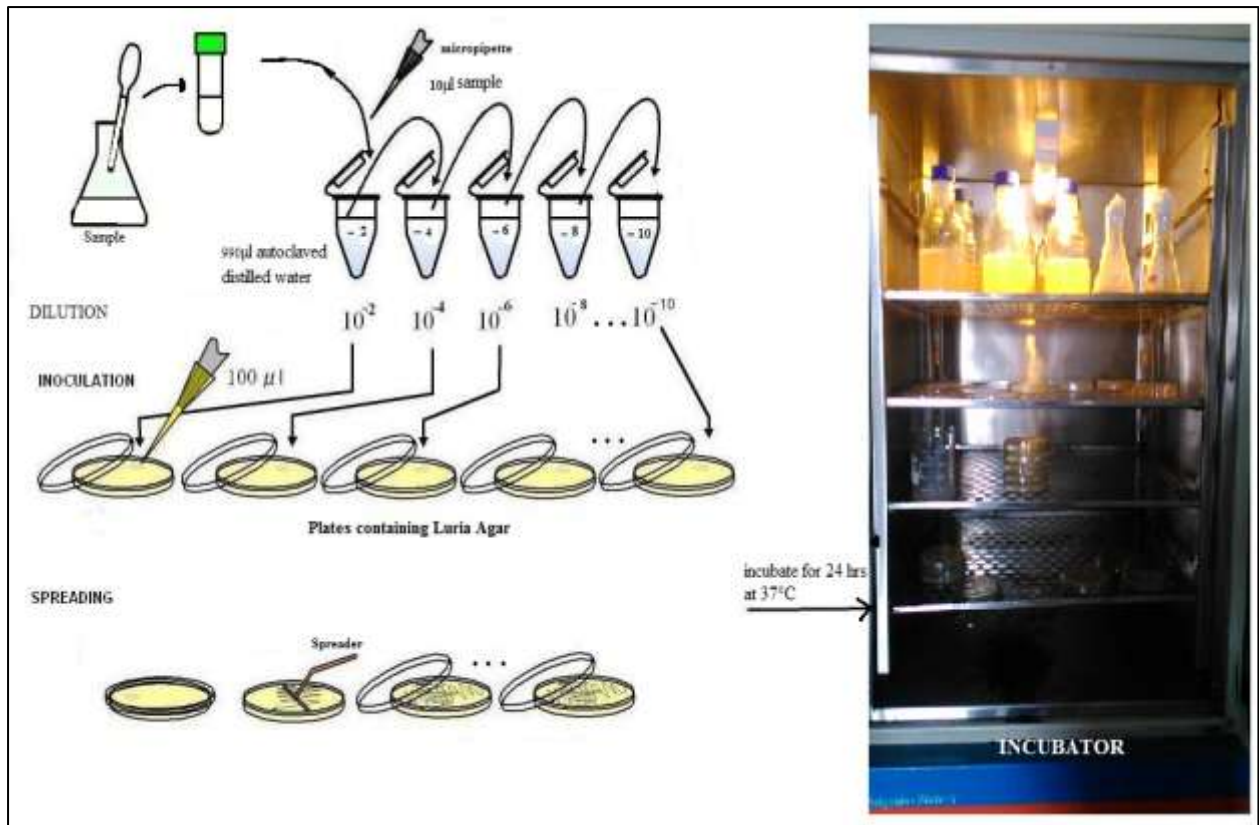 micropipette
10µl sample
Sample
- 2
- 4
- 6
- 8
- 10
990µl autoclaved
distilled water
DILUTION
10⁻² 10⁻⁴ 10⁻⁶ 10⁻⁸ ... 10⁻¹⁰
INOCULATION
100 µl
...
Plates containing Luria Agar
SPREADING
Spreader
...
incubate for 24 hrs
at 37°C
INCUBATOR